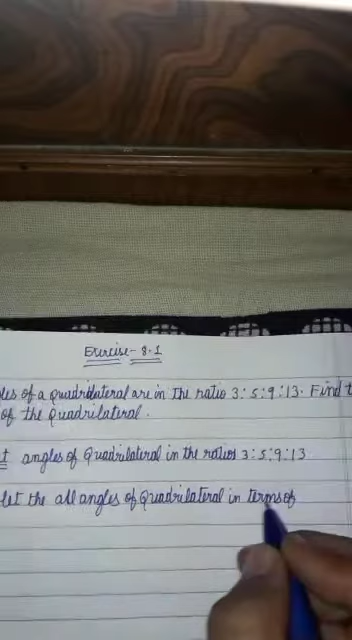 Exercise - 8.1
les of a quadrilateral are in the ratio 3:5:9:13. Find t
of the Quadrilateral.
angles of Quadrilateral in the ratios 3:5:9:13
let the all angles of Quadrilateral in terms of